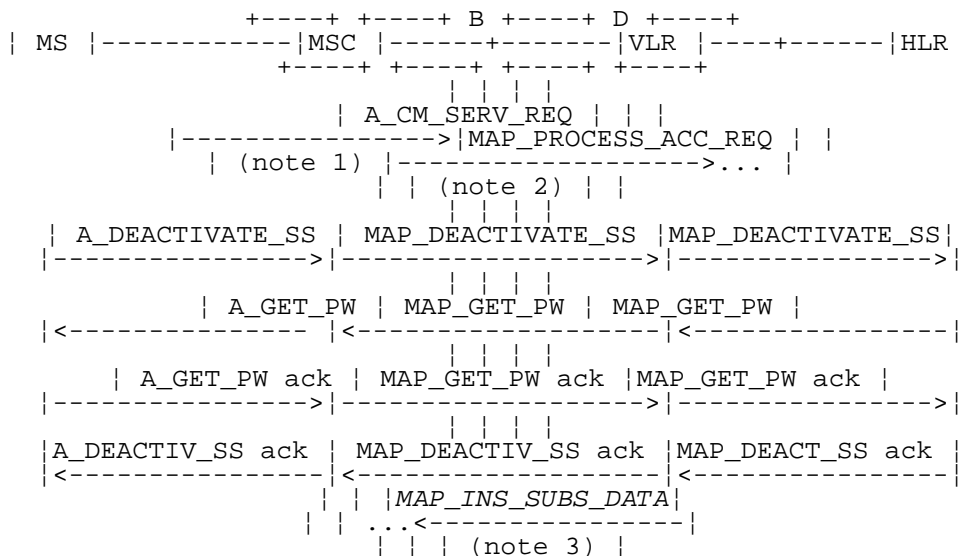 +----+ +----+ B +----+ D +----+
¦ MS ¦------------¦MSC ¦------+-------¦VLR ¦----+------¦HLR
+----+ +----+ +----+ +----+
¦ ¦ ¦ ¦
¦ A_CM_SERV_REQ ¦ ¦ ¦
¦----------------->¦MAP_PROCESS_ACC_REQ ¦ ¦
¦ (note 1) ¦-------------------->... ¦
¦ ¦ (note 2) ¦ ¦
¦ ¦ ¦ ¦
¦ A_DEACTIVATE_SS ¦ MAP_DEACTIVATE_SS ¦MAP_DEACTIVATE_SS¦
¦----------------->¦-------------------->¦---------------->¦
¦ ¦ ¦ ¦
¦ A_GET_PW ¦ MAP_GET_PW ¦ MAP_GET_PW ¦
¦<---------------- ¦<--------------------¦<----------------¦
¦ ¦ ¦ ¦
¦ A_GET_PW ack ¦ MAP_GET_PW ack ¦MAP_GET_PW ack ¦
¦----------------->¦-------------------->¦---------------->¦
¦ ¦ ¦ ¦
¦A_DEACTIV_SS ack ¦ MAP_DEACTIV_SS ack ¦MAP_DEACT_SS ack ¦
¦<-----------------¦<--------------------¦<----------------¦
¦ ¦ ¦MAP_INS_SUBS_DATA¦
¦ ¦ ...<----------------¦
¦ ¦ ¦ (note 3) ¦